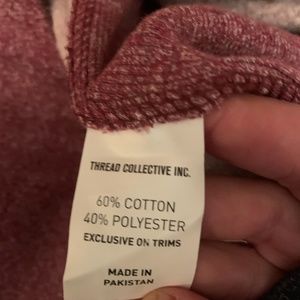 THREAD COLLECTIVE INC.
60% COTTON
40% POLYESTER
EXCLUSIVE ON TRIMS
MADE IN
PAKISTAN